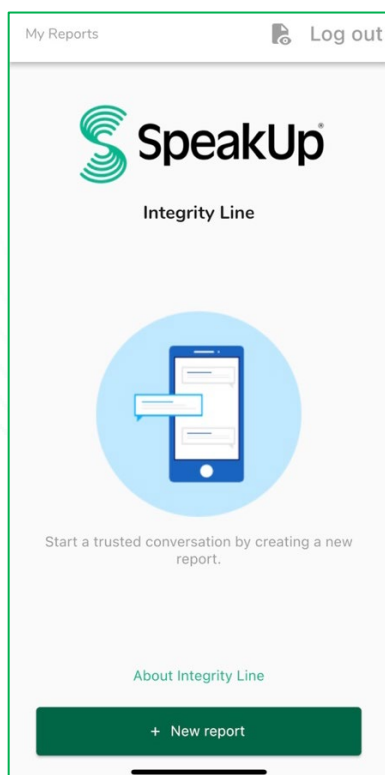 My Reports
Log out
SpeakUp®
Integrity Line
Start a trusted conversation by creating a new
report.
About Integrity Line
+ New report